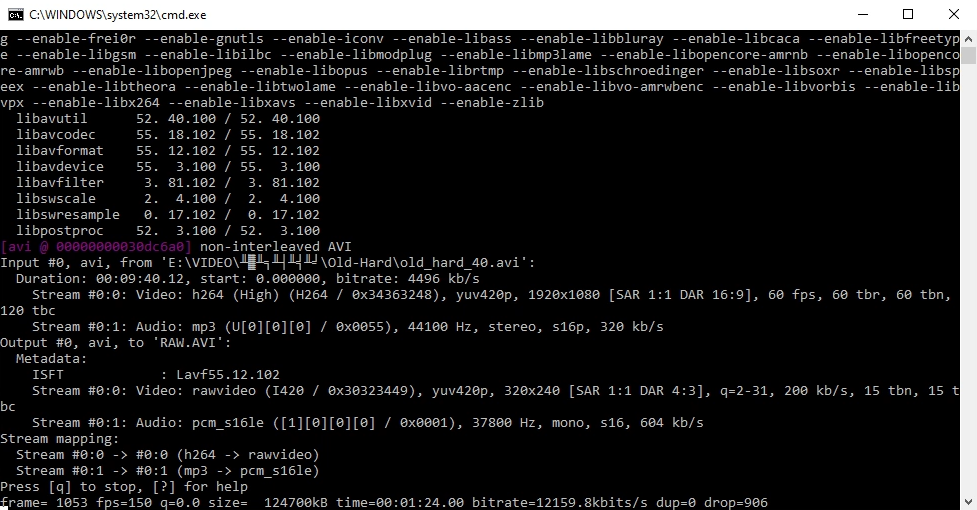 C:\WINDOWS\system32\cmd.exe
g --enable-frei0r --enable-gnutls --enable-iconv --enable-libass --enable-libbluray --enable-libcaca --enable-libfreetyp
e --enable-libgsm --enable-libilbc --enable-libmodplug --enable-libmp3lame --enable-libopencore-amrnb --enable-libopenco
re-amrwb --enable-libopenjpeg --enable-libopus --enable-librtmp --enable-libschroedinger --enable-libsoxr --enable-libsp
eex --enable-libtheora --enable-libtwolame --enable-libvo-aacenc --enable-libvo-amrwbenc --enable-libvorbis --enable-lib
vpx --enable-libx264 --enable-libxavs --enable-libxvid --enable-zlib
libavutil     52. 40.100 / 52. 40.100
libavcodec    55. 18.102 / 55. 18.102
libavformat   55. 12.102 / 55. 12.102
libavdevice   55.  3.100 / 55.  3.100
libavfilter    3. 81.102 /  3. 81.102
libswscale     2.  4.100 /  2.  4.100
libswresample  0. 17.102 /  0. 17.102
libpostproc   52.  3.100 / 52.  3.100
[avi @ 00000000030dc6a0] non-interleaved AVI
Input #0, avi, from 'E:\VIDEO\╨▓╨╕╨┤╨╡╨╛\Old-Hard\old_hard_40.avi':
Duration: 00:09:40.12, start: 0.000000, bitrate: 4496 kb/s
Stream #0:0: Video: h264 (High) (H264 / 0x34363248), yuv420p, 1920x1080 [SAR 1:1 DAR 16:9], 60 fps, 60 tbr, 60 tbn,
120 tbc
Stream #0:1: Audio: mp3 (U[0][0][0] / 0x0055), 44100 Hz, stereo, s16p, 320 kb/s
Output #0, avi, to 'RAW.AVI':
Metadata:
ISFT            : Lavf55.12.102
Stream #0:0: Video: rawvideo (I420 / 0x30323449), yuv420p, 320x240 [SAR 1:1 DAR 4:3], q=2-31, 200 kb/s, 15 tbn, 15 t
bc
Stream #0:1: Audio: pcm_s16le ([1][0][0][0] / 0x0001), 37800 Hz, mono, s16, 604 kb/s
Stream mapping:
Stream #0:0 -> #0:0 (h264 -> rawvideo)
Stream #0:1 -> #0:1 (mp3 -> pcm_s16le)
Press [q] to stop, [?] for help
frame= 1053 fps=150 q=0.0 size=  124700kB time=00:01:24.00 bitrate=12159.8kbits/s dup=0 drop=906